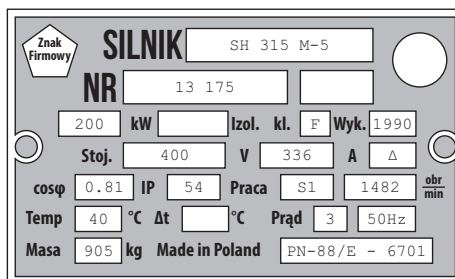 Znak
Firmowy
SILNIK SH 315 M-5
NR 13 175
200 kW Izol. kl. F Wyk. 1990
Stoj. 400 V 336 A Δ
cosφ 0.81 IP 54 Praca S1 1482 obr/min
Temp 40 °C Δt °C Prąd 3 50Hz
Masa 905 kg Made in Poland PN-88/E - 6701